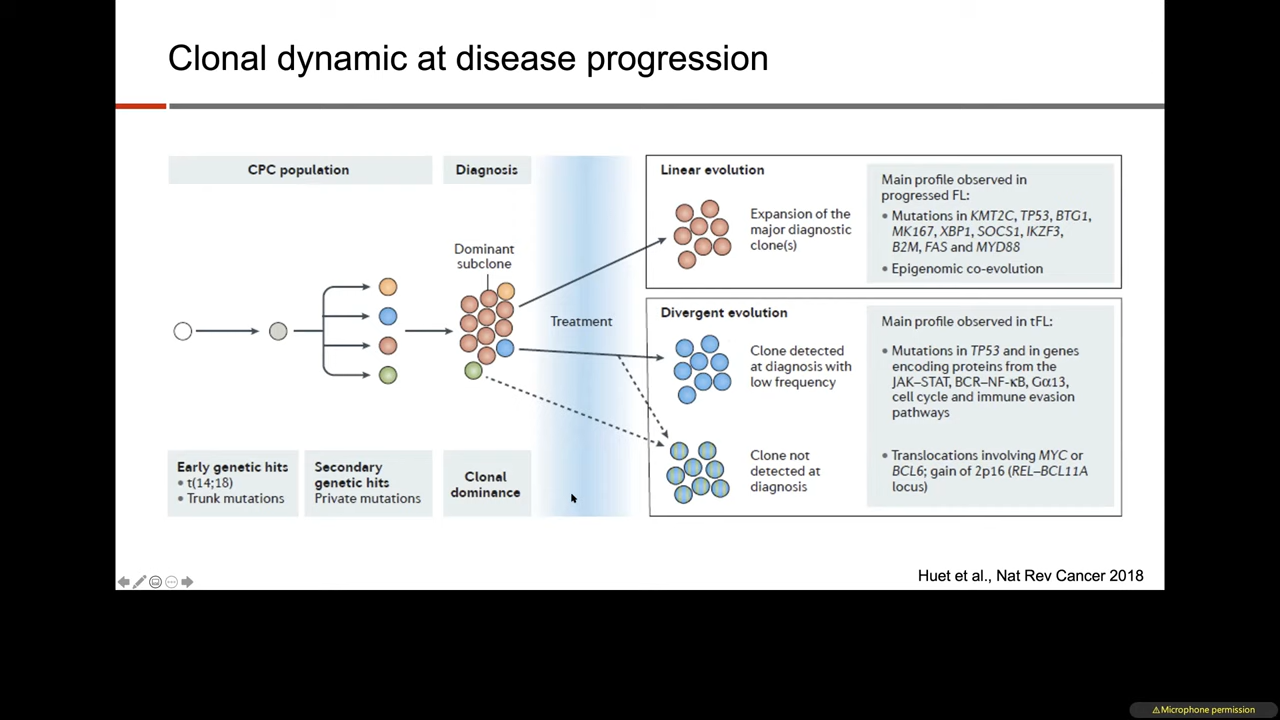 Clonal dynamic at disease progression
CPC population
Diagnosis
Dominant
subclone
Treatment
Early genetic hits
• t(14;18)
• Trunk mutations
Secondary
genetic hits
Private mutations
Clonal
dominance
Linear evolution
Expansion of the
major diagnostic
clone(s)
Main profile observed in
progressed FL:
• Mutations in KMT2C, TP53, BTG1,
MK167, XBP1, SOCS1, IKZF3,
B2M, FAS and MYD88
• Epigenomic co-evolution
Divergent evolution
Clone detected
at diagnosis with
low frequency
Clone not
detected at
diagnosis
Main profile observed in tFL:
• Mutations in TP53 and in genes
encoding proteins from the
JAK–STAT, BCR–NF-κB, Gα13,
cell cycle and immune evasion
pathways
• Translocations involving MYC or
BCL6; gain of 2p16 (REL–BCL11A
locus)
Huet et al., Nat Rev Cancer 2018
⚠Microphone permission